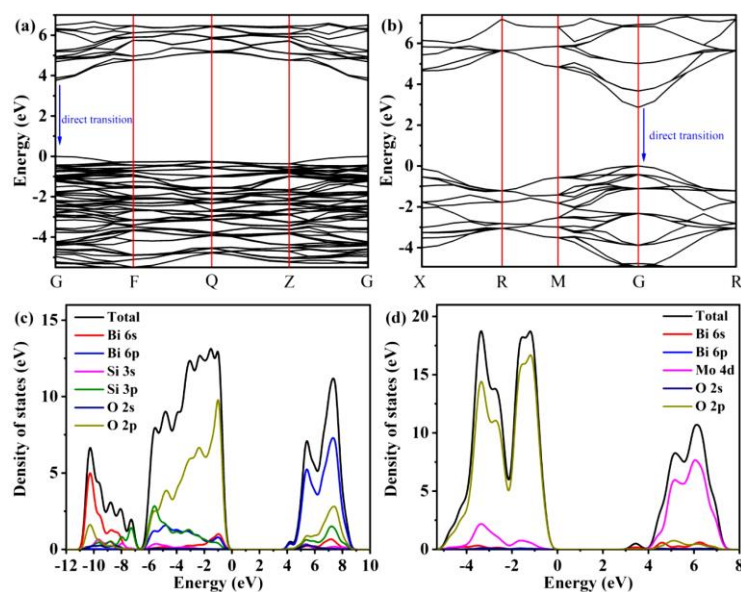 (a)
Energy (eV)
6
4
2
0
-2
-4
direct transition
G F Q Z G
(b)
Energy (eV)
6
4
2
0
-2
-4
direct transition
X R M G R
(c)
Density of states (eV)
15
10
5
0
Total
Bi 6s
Bi 6p
Si 3s
Si 3p
O 2s
O 2p
-11 -10 -8 -6 -4 -2 0 2 4 6 8 10
Energy (eV)
(d)
Density of states (eV)
20
15
10
5
0
Total
Bi 6s
Bi 6p
Mo 4d
O 2s
O 2p
-4 -2 0 2 4 6 8
Energy (eV)